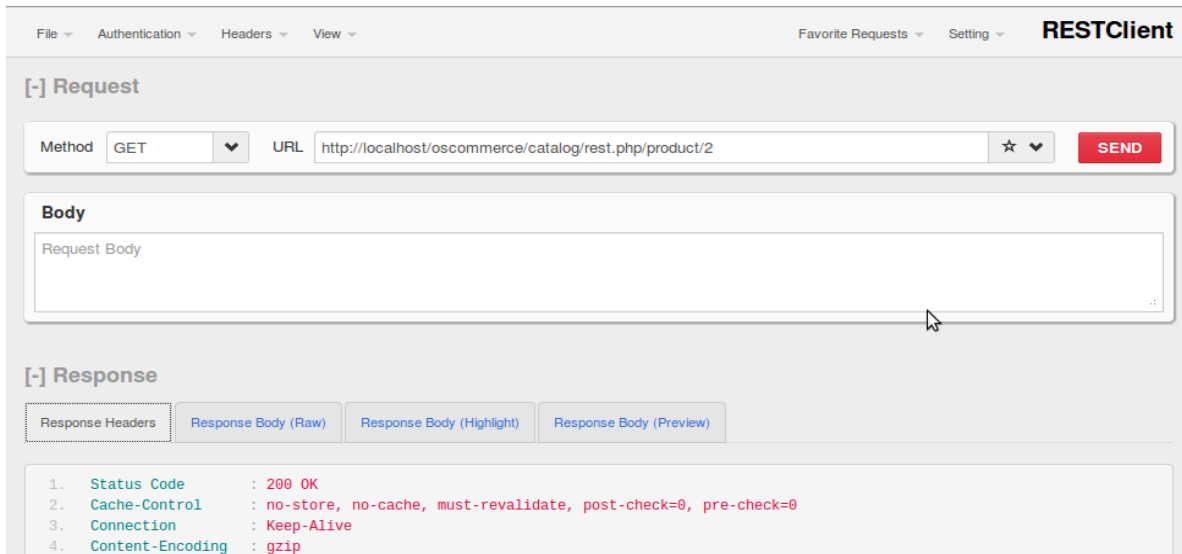 File Authentication Headers View Favorite Requests Setting RESTClient
[-] Request
Method GET URL http://localhost/oscommerce/catalog/rest.php/product/2 SEND
Body
Request Body
[-] Response
Response Headers Response Body (Raw) Response Body (Highlight) Response Body (Preview)
1. Status Code : 200 OK
2. Cache-Control : no-store, no-cache, must-revalidate, post-check=0, pre-check=0
3. Connection : Keep-Alive
4. Content-Encoding : gzip